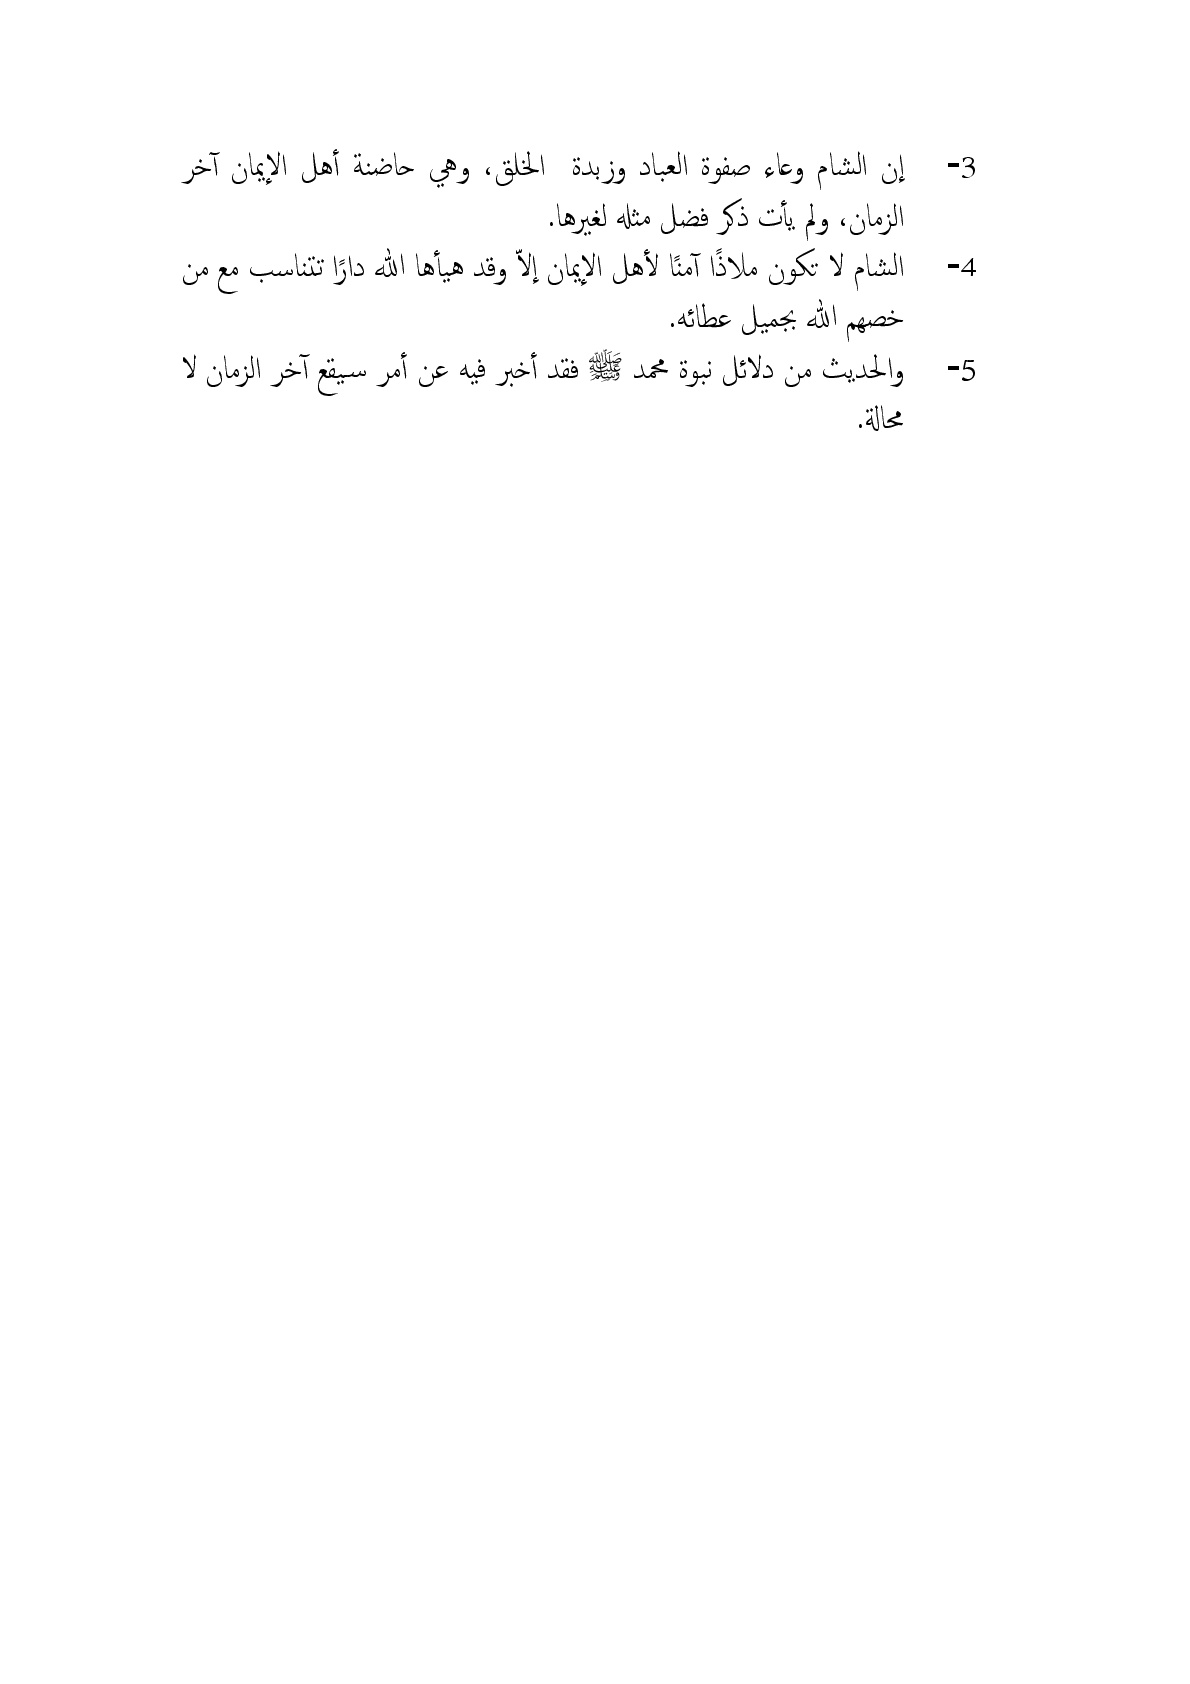 3- إن الشام وعاء صفوة العباد وزبدة الخلق، وهي حاضنة أهل الإيمان آخر
الزمان، ولم يأت ذكر فضل مثله لغيرها.
4- الشام لا تكون ملاذًا آمنًا لأهل الإيمان إلاّ وقد هيأها الله دارًا تتناسب مع من
خصهم الله بجميل عطائه.
5- والحديث من دلائل نبوة محمد ﷺ فقد أخبر فيه عن أمر سيقع آخر الزمان لا
محالة.